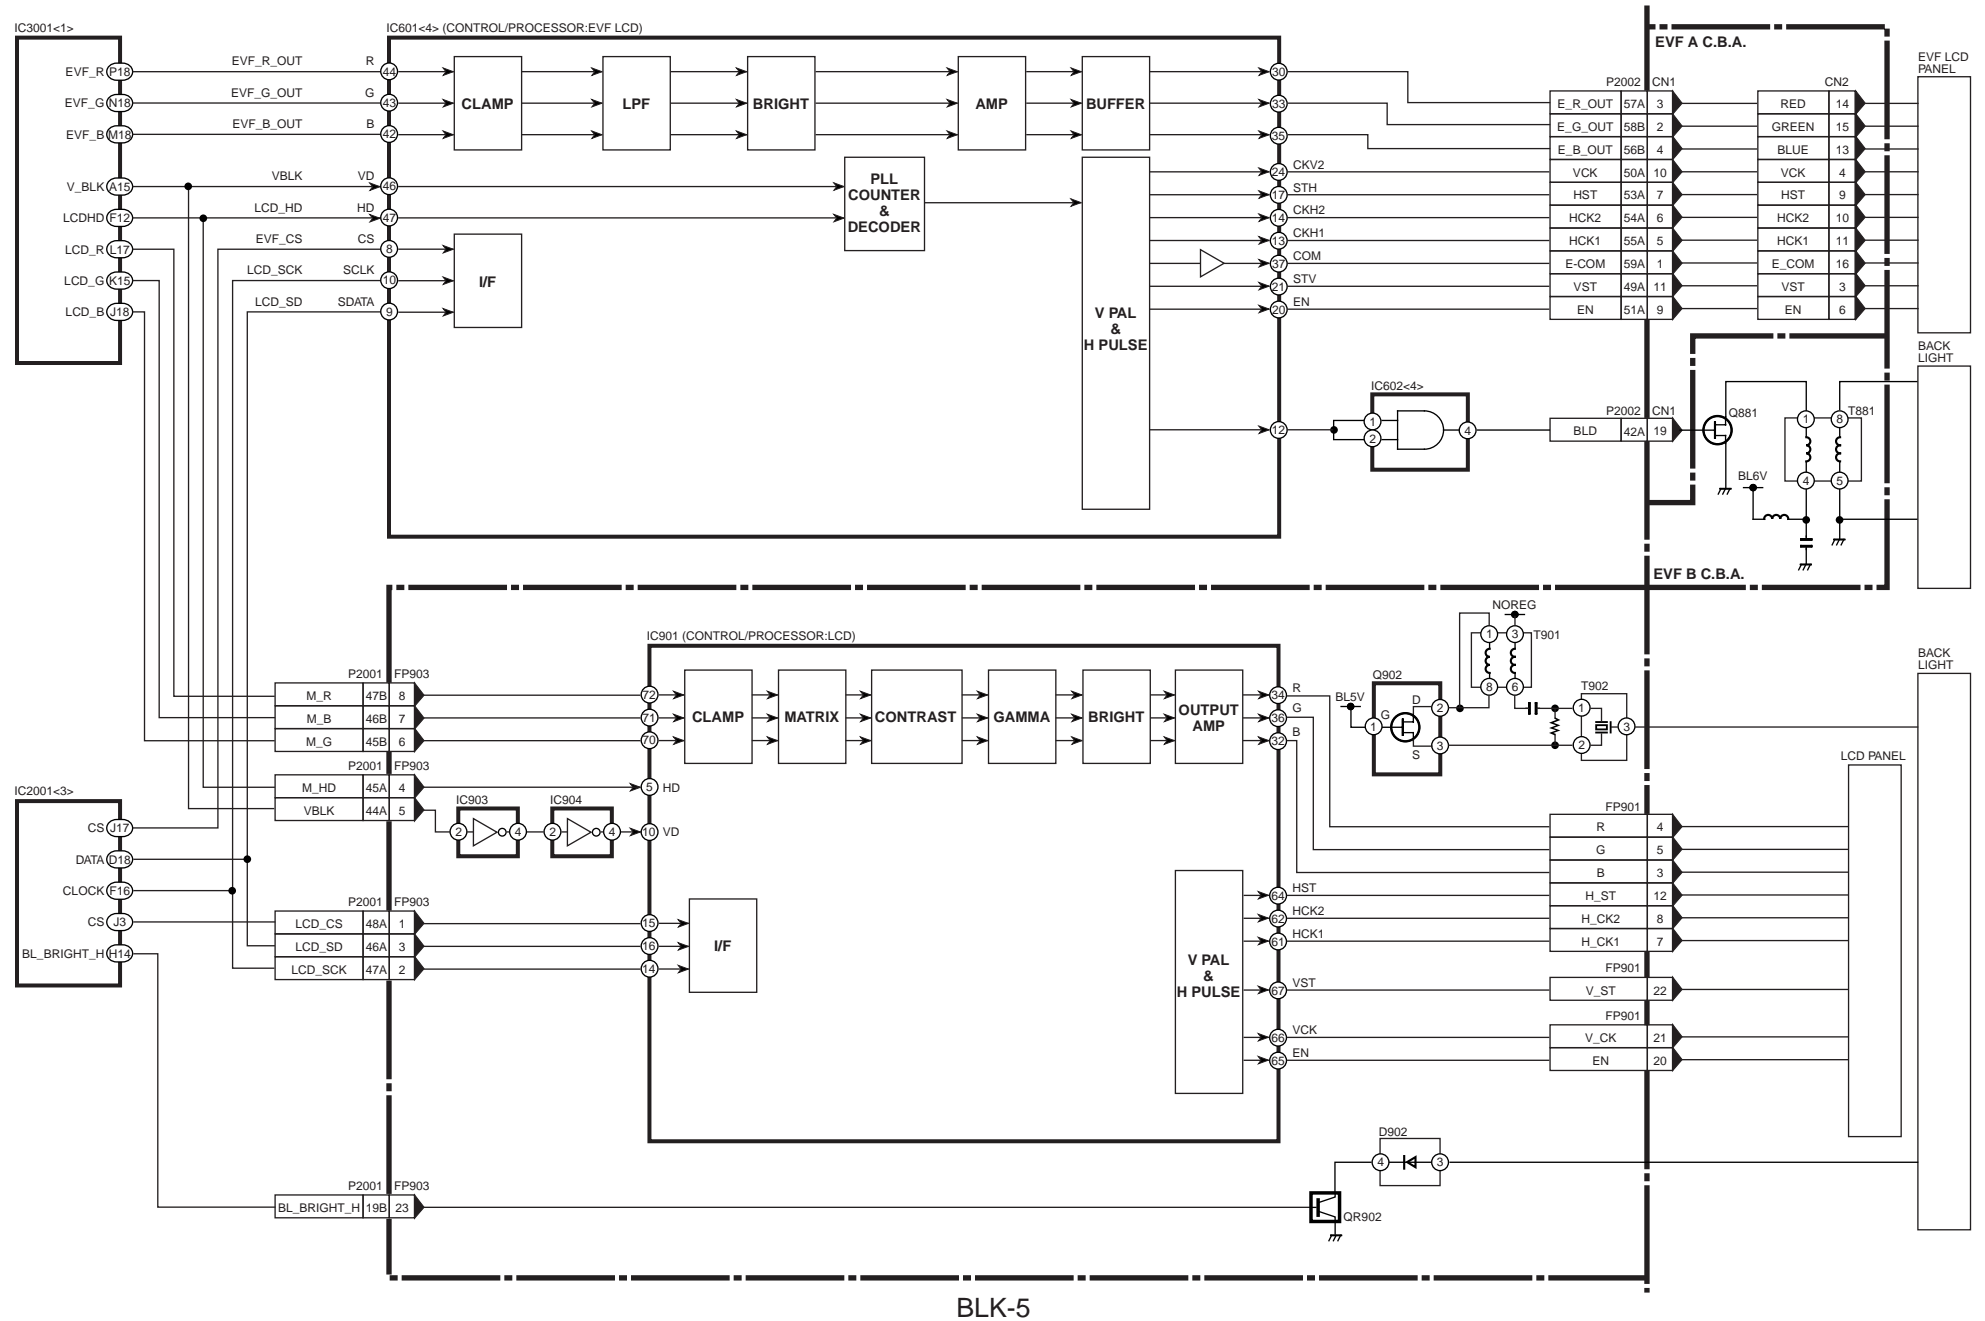 IC3001<1>
EVF_R P18
EVF_G N18
EVF_B M18
V_BLK A15
LCDHD F12
LCD_R L17
LCD_G K15
LCD_B J18
EVF_R_OUT R 44
EVF_G_OUT G 43
EVF_B_OUT B 42
VBLK VD 46
LCD_HD HD 47
EVF_CS CS 8
LCD_SCK SCLK 10
LCD_SD SDATA 9
IC601<4> (CONTROL/PROCESSOR:EVF LCD)
CLAMP
LPF
BRIGHT
AMP
BUFFER
PLL
COUNTER
&
DECODER
I/F
V PAL
&
H PULSE
30
33
35
24 CKV2
17 STH
14 CKH2
13 CKH1
37 COM
21 STV
20 EN
12
IC602<4>
1
2
4
EVF A C.B.A.
P2002 CN1
E_R_OUT 57A 3
E_G_OUT 58B 2
E_B_OUT 56B 4
VCK 50A 10
HST 53A 7
HCK2 54A 6
HCK1 55A 5
E-COM 59A 1
VST 49A 11
EN 51A 9
CN2
RED 14
GREEN 15
BLUE 13
VCK 4
HST 9
HCK2 10
HCK1 11
E_COM 16
VST 3
EN 6
EVF LCD
PANEL
BACK
LIGHT
P2002 CN1
BLD 42A 19
Q881
T881
1 8
4 5
BL6V
EVF B C.B.A.
IC901 (CONTROL/PROCESSOR:LCD)
P2001 FP903
M_R 47B 8
M_B 46B 7
M_G 45B 6
P2001 FP903
M_HD 45A 4
VBLK 44A 5
72
71
70
CLAMP
MATRIX
CONTRAST
GAMMA
BRIGHT
OUTPUT
AMP
34 R
36 G
32 B
5 HD
IC903
2 4
IC904
2 4
10 VD
NOREG
1 3 T901
8 6
Q902
BL5V
1 G
D 2
S 3
T902
1
2
3
BACK
LIGHT
LCD PANEL
IC2001<3>
CS J17
DATA D18
CLOCK F16
CS J3
BL_BRIGHT_H H14
P2001 FP903
LCD_CS 48A 1
LCD_SD 46A 3
LCD_SCK 47A 2
15
16
14
I/F
V PAL
&
H PULSE
64 HST
62 HCK2
61 HCK1
67 VST
66 VCK
65 EN
FP901
R 4
G 5
B 3
H_ST 12
H_CK2 8
H_CK1 7
FP901
V_ST 22
FP901
V_CK 21
EN 20
D902
4 3
P2001 FP903
BL_BRIGHT_H 19B 23
QR902
BLK-5